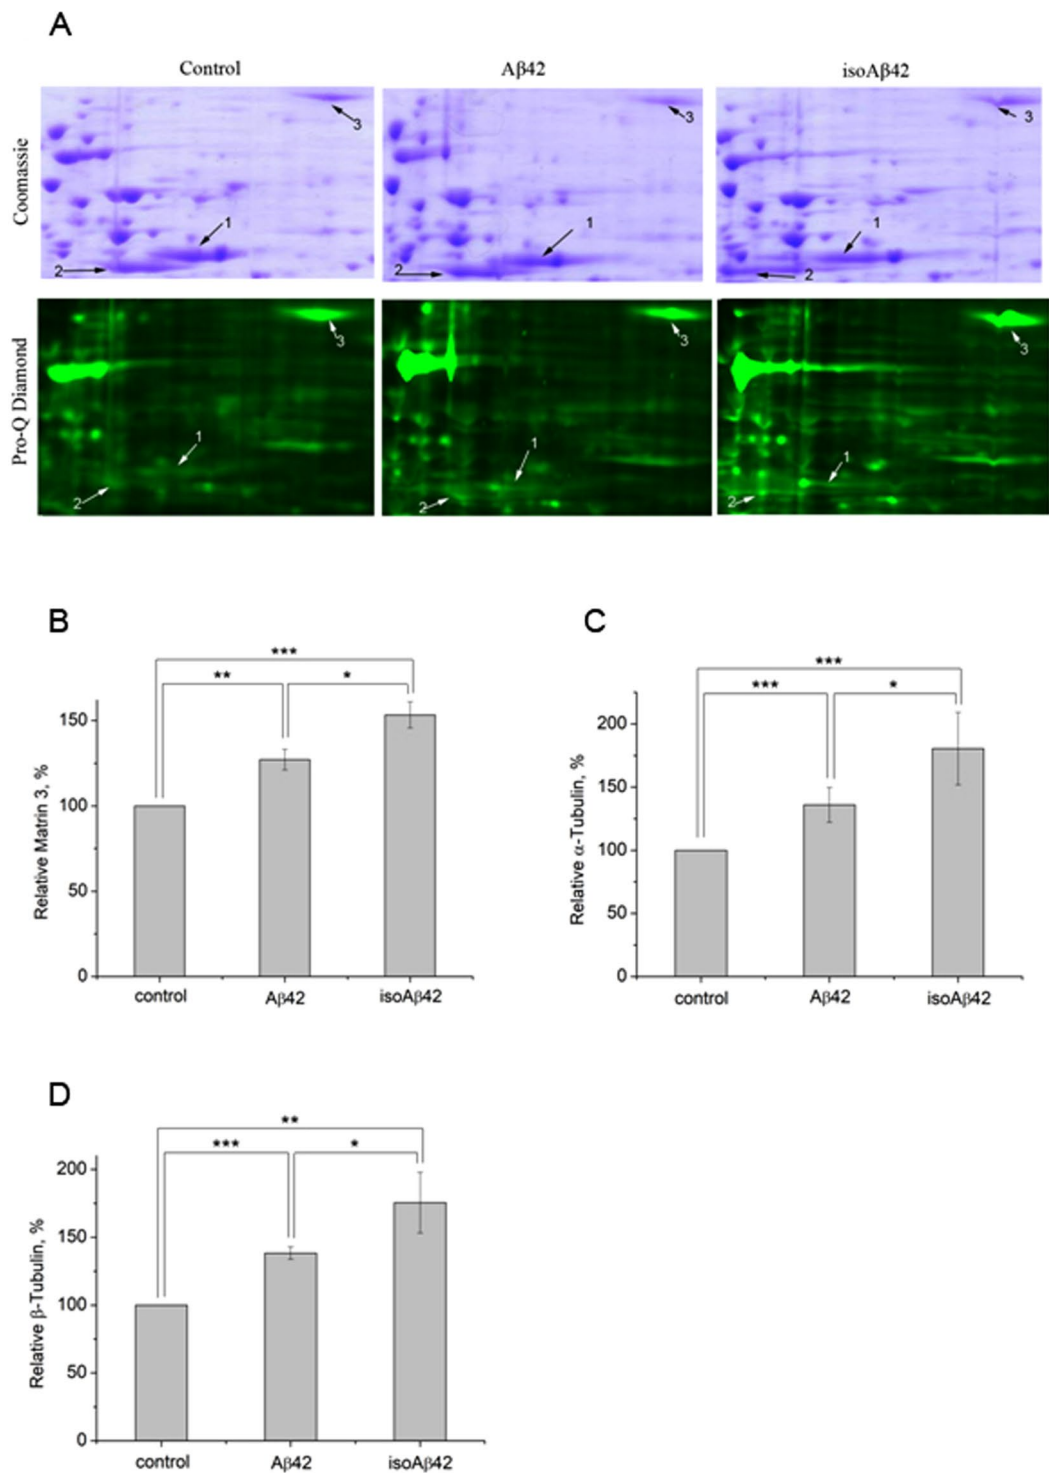 A
Control
Aβ42
isoAβ42
Coomassie
3
1
2
3
1
2
3
1
2
Pro-Q Diamond
3
1
2
3
1
2
3
1
2
B
***
**
*
Relative Matrin 3, %
150
100
50
0
control
Aβ42
isoAβ42
C
***
***
*
Relative α-Tubulin, %
200
150
100
50
0
control
Aβ42
isoAβ42
D
**
***
*
Relative β-Tubulin, %
200
150
100
50
0
control
Aβ42
isoAβ42